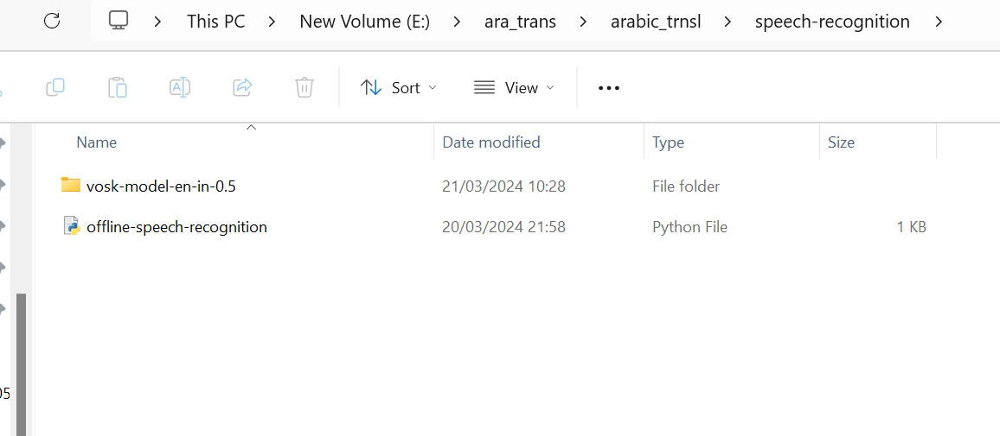 This PC > New Volume (E:) > ara_trans > arabic_trnsl > speech-recognition >
Sort View
Name Date modified Type Size
vosk-model-en-in-0.5 21/03/2024 10:28 File folder
offline-speech-recognition 20/03/2024 21:58 Python File 1 KB